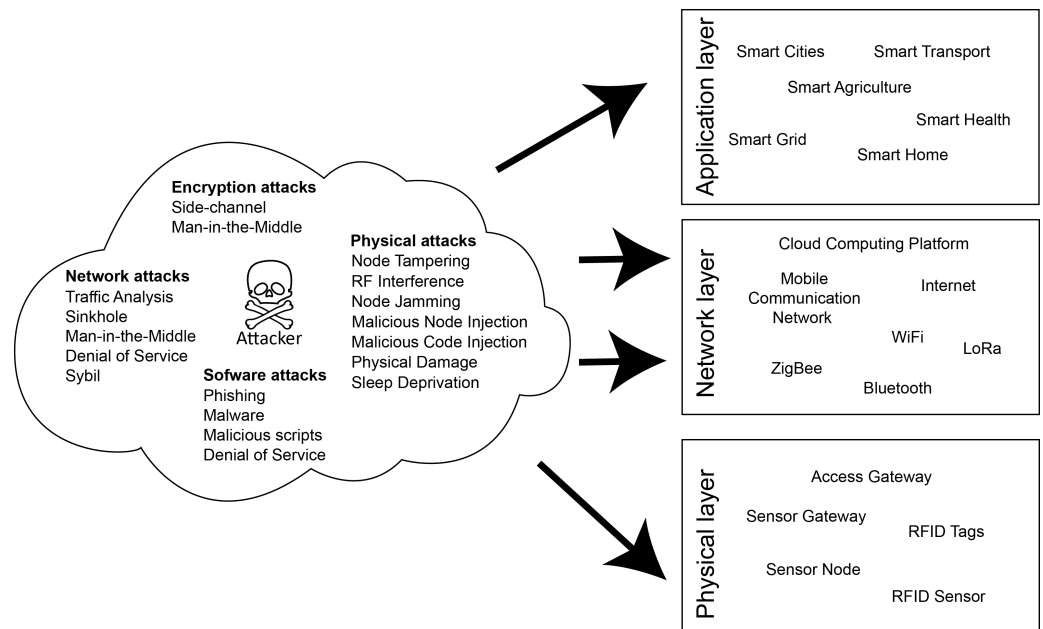 Encryption attacks
Side-channel
Man-in-the-Middle
Network attacks
Traffic Analysis
Sinkhole
Man-in-the-Middle
Denial of Service
Sybil
Attacker
Physical attacks
Node Tampering
RF Interference
Node Jamming
Malicious Node Injection
Malicious Code Injection
Physical Damage
Sleep Deprivation
Sofware attacks
Phishing
Malware
Malicious scripts
Denial of Service
Application layer
Smart Cities
Smart Transport
Smart Agriculture
Smart Health
Smart Grid
Smart Home
Network layer
Cloud Computing Platform
Mobile
Communication
Network
Internet
WiFi
LoRa
ZigBee
Bluetooth
Physical layer
Access Gateway
Sensor Gateway
RFID Tags
Sensor Node
RFID Sensor